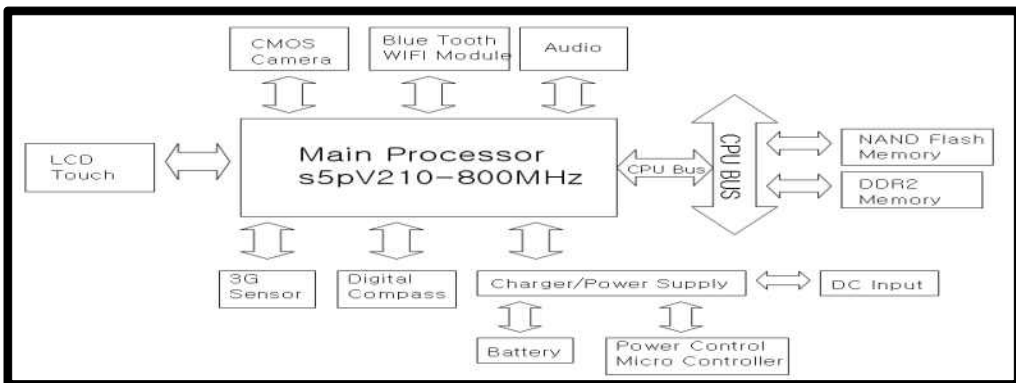 CMOS
Camera
Blue Tooth
WIFI Module
Audio
LCD
Touch
Main Processor
s5pV210-800MHz
CPU Bus
CPU BUS
NAND Flash
Memory
DDR2
Memory
3G
Sensor
Digital
Compass
Charger/Power Supply
DC Input
Battery
Power Control
Micro Controller